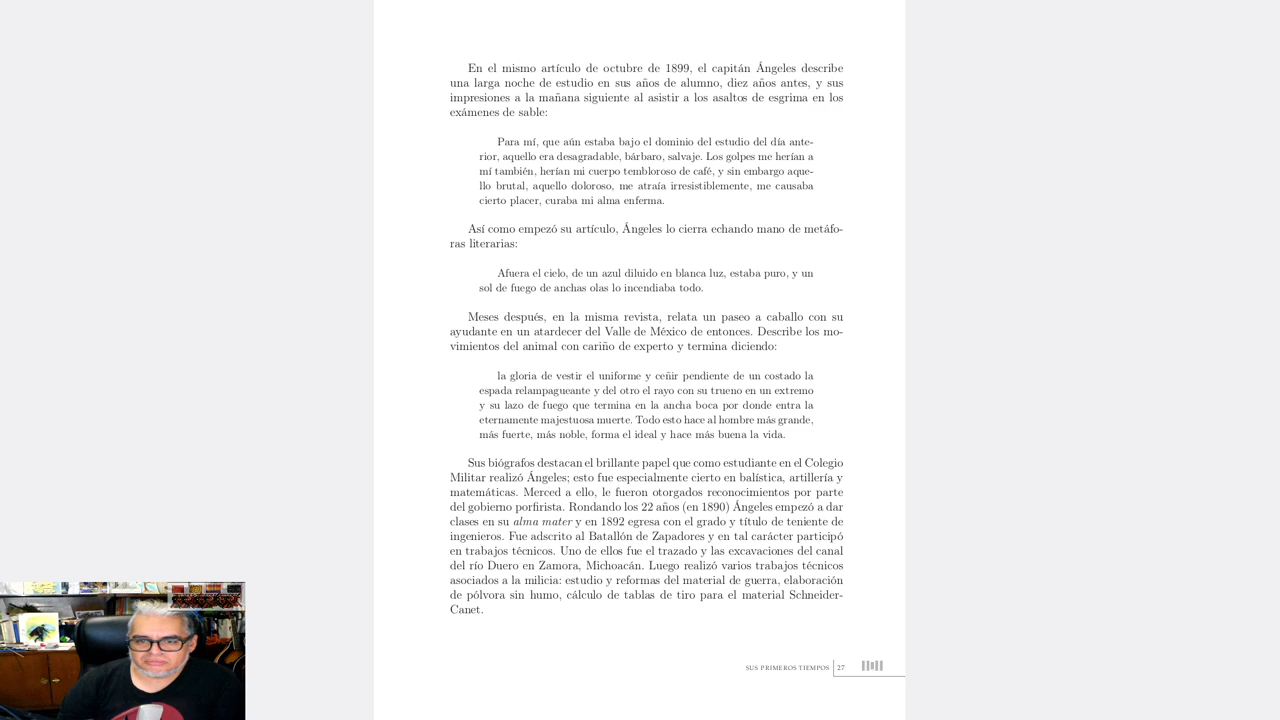 En el mismo artículo de octubre de 1899, el capitán Ángeles describe
una larga noche de estudio en sus años de alumno, diez años antes, y sus
impresiones a la mañana siguiente al asistir a los asaltos de esgrima en los
exámenes de sable:
Para mí, que aún estaba bajo el dominio del estudio del día ante-
rior, aquello era desagradable, bárbaro, salvaje. Los golpes me herían a
mí también, herían mi cuerpo tembloroso de café, y sin embargo aque-
llo brutal, aquello doloroso, me atraía irresistiblemente, me causaba
cierto placer, curaba mi alma enferma.
Así como empezó su artículo, Ángeles lo cierra echando mano de metáfo-
ras literarias:
Afuera el cielo, de un azul diluido en blanca luz, estaba puro, y un
sol de fuego de anchas olas lo incendiaba todo.
Meses después, en la misma revista, relata un paseo a caballo con su
ayudante en un atardecer del Valle de México de entonces. Describe los mo-
vimientos del animal con cariño de experto y termina diciendo:
la gloria de vestir el uniforme y ceñir pendiente de un costado la
espada relampagueante y del otro el rayo con su trueno en un extremo
y su lazo de fuego que termina en la ancha boca por donde entra la
eternamente majestuosa muerte. Todo esto hace al hombre más grande,
más fuerte, más noble, forma el ideal y hace más buena la vida.
Sus biógrafos destacan el brillante papel que como estudiante en el Colegio
Militar realizó Ángeles; esto fue especialmente cierto en balística, artillería y
matemáticas. Merced a ello, le fueron otorgados reconocimientos por parte
del gobierno porfirista. Rondando los 22 años (en 1890) Ángeles empezó a dar
clases en su alma mater y en 1892 egresa con el grado y título de teniente de
ingenieros. Fue adscrito al Batallón de Zapadores y en tal carácter participó
en trabajos técnicos. Uno de ellos fue el trazado y las excavaciones del canal
del río Duero en Zamora, Michoacán. Luego realizó varios trabajos técnicos
asociados a la milicia: estudio y reformas del material de guerra, elaboración
de pólvora sin humo, cálculo de tablas de tiro para el material Schneider-
Canet.
SUS PRIMEROS TIEMPOS 27